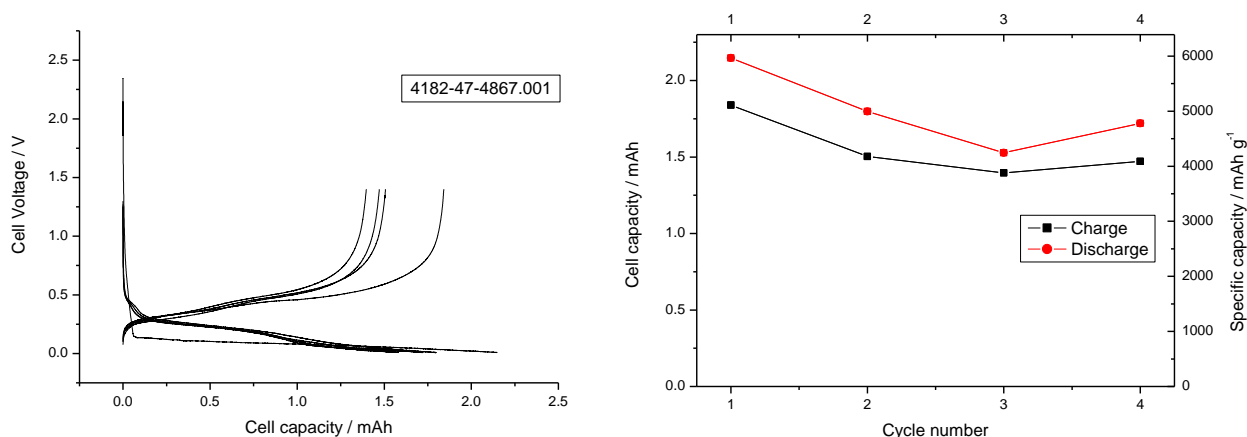 2.5
2.0
1.5
1.0
0.5
0.0
Cell Voltage / V
4182-47-4867.001
0.0 0.5 1.0 1.5 2.0 2.5
Cell capacity / mAh
1 2 3 4
2.0
1.5
1.0
0.5
0.0
Cell capacity / mAh
Charge
Discharge
6000
5000
4000
3000
2000
1000
0
Specific capacity / mAh g-1
1 2 3 4
Cycle number